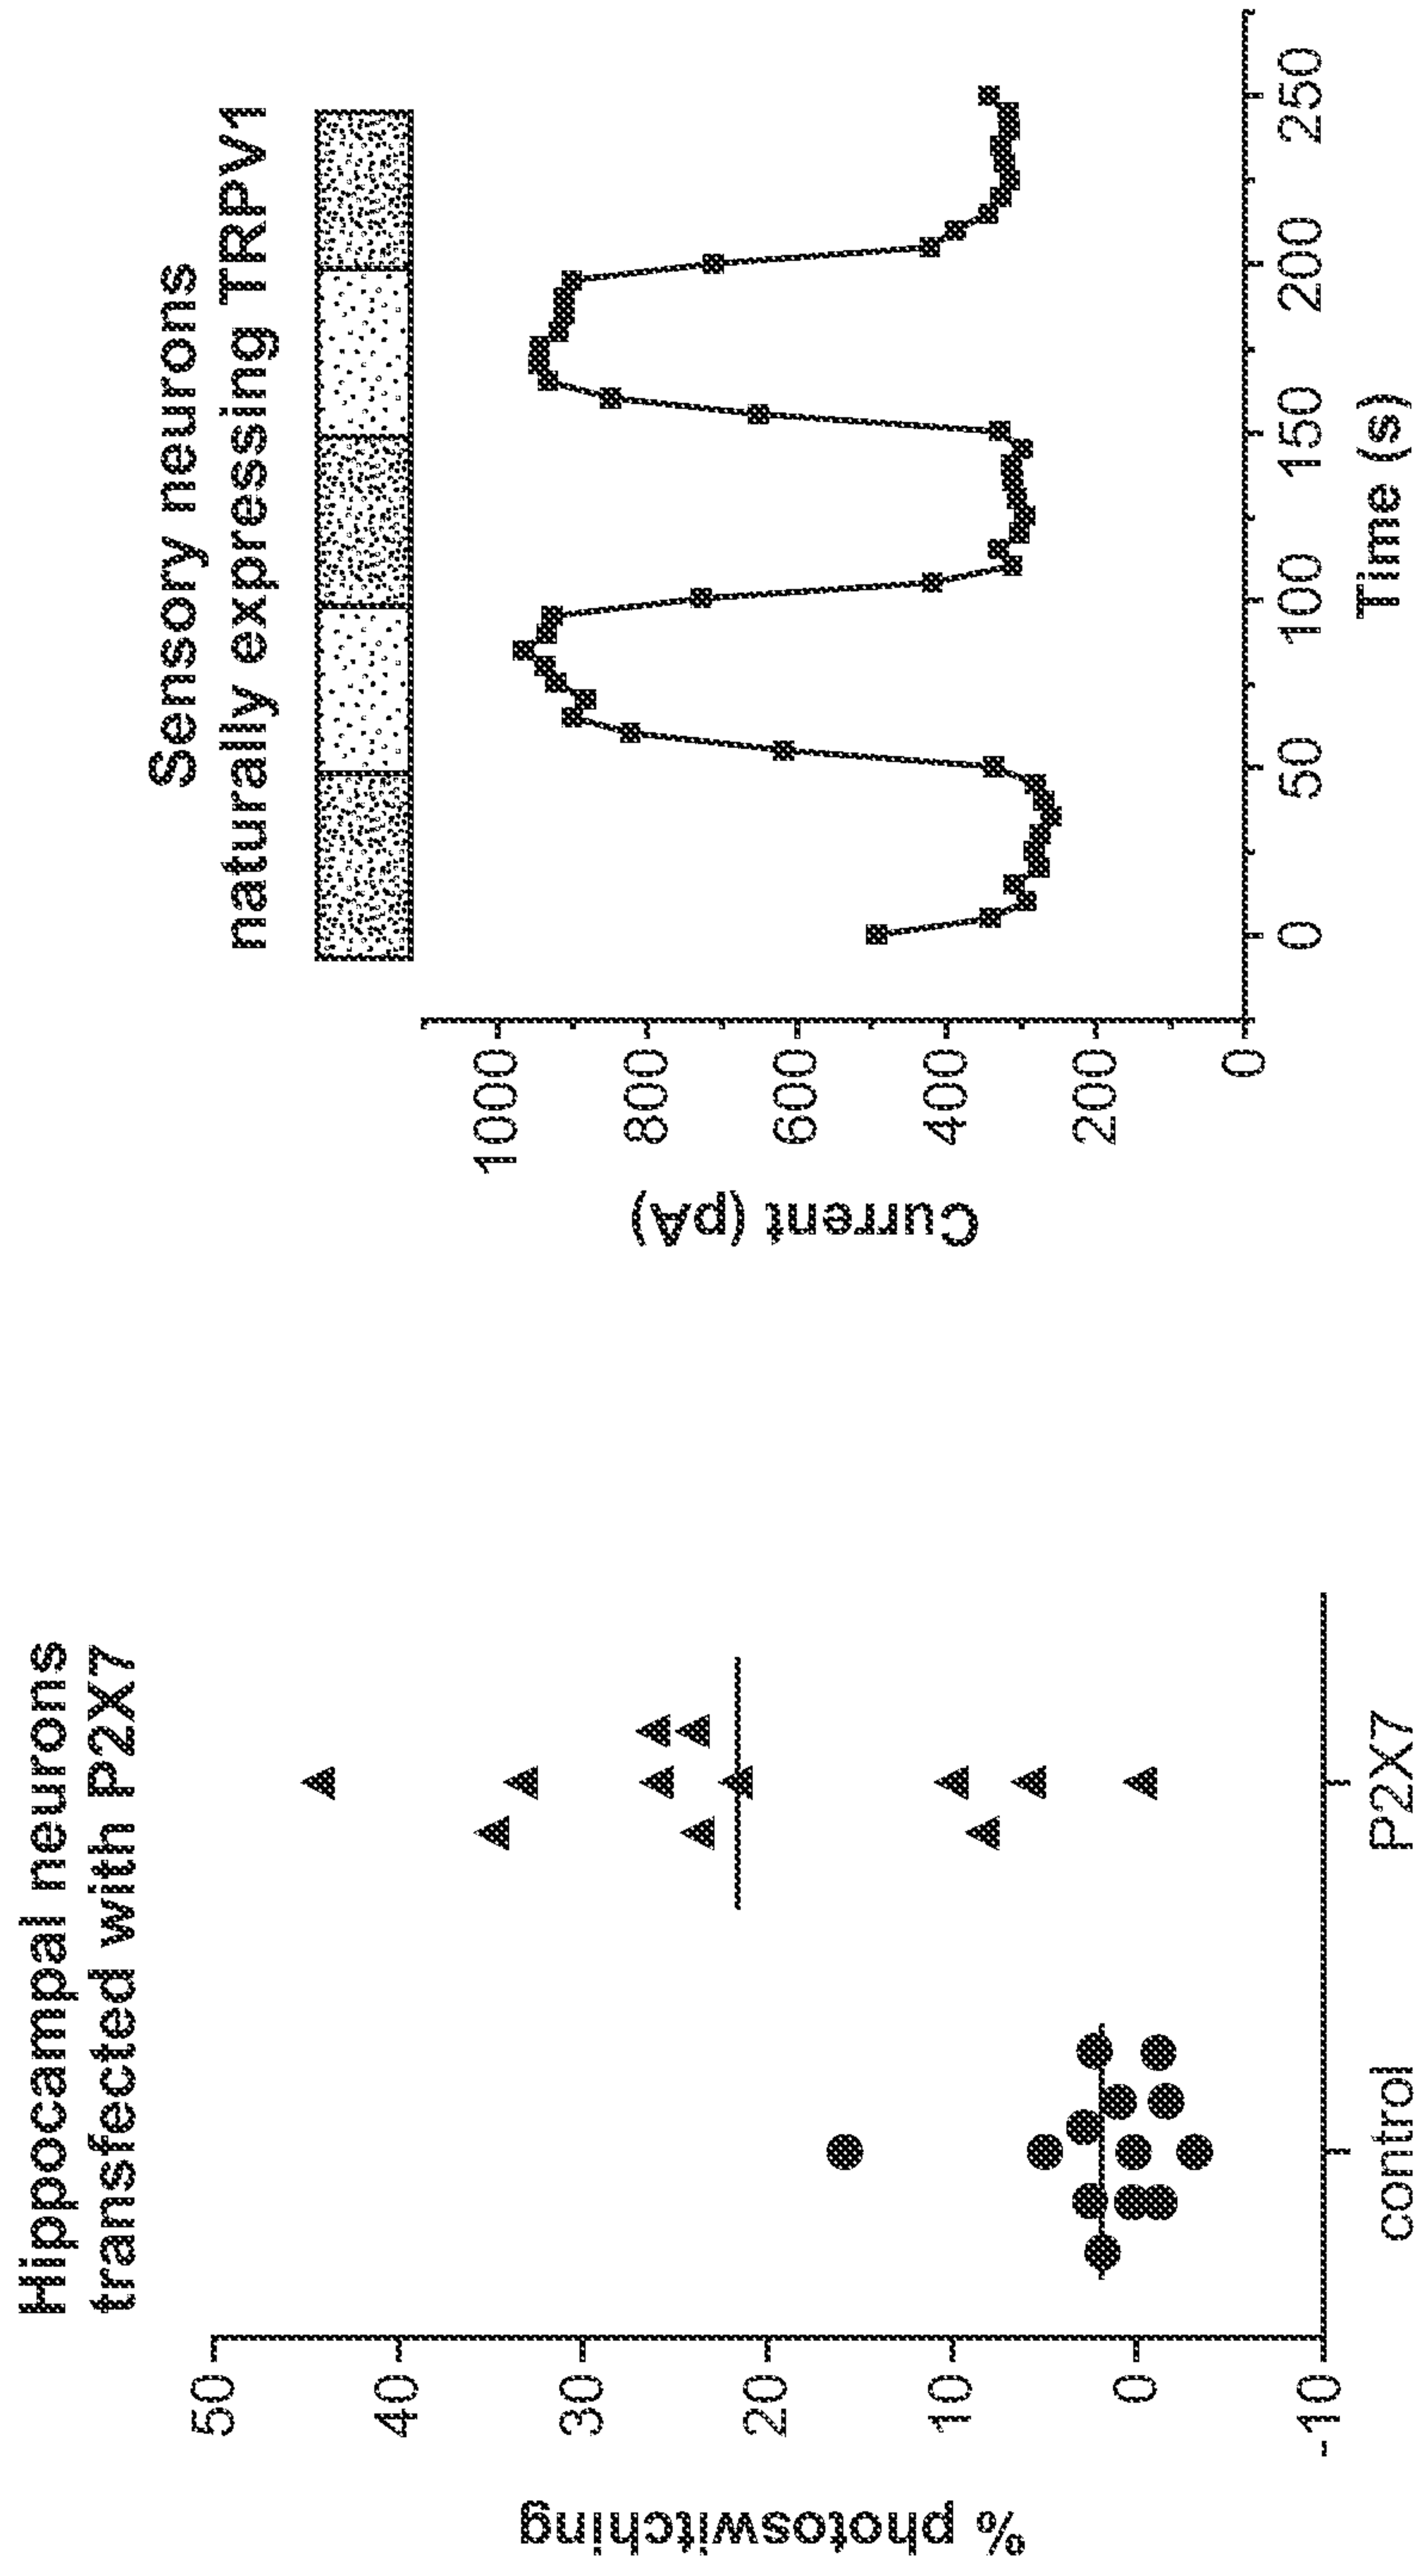 Hippocampal neurons
transfected with P2X7
% photoswitching
50
40
30
20
10
0
-10
control
P2X7
Sensory neurons
naturally expressing TRPV1
Current (pA)
1000
800
600
400
200
0
0
50
100
150
200
250
Time (s)